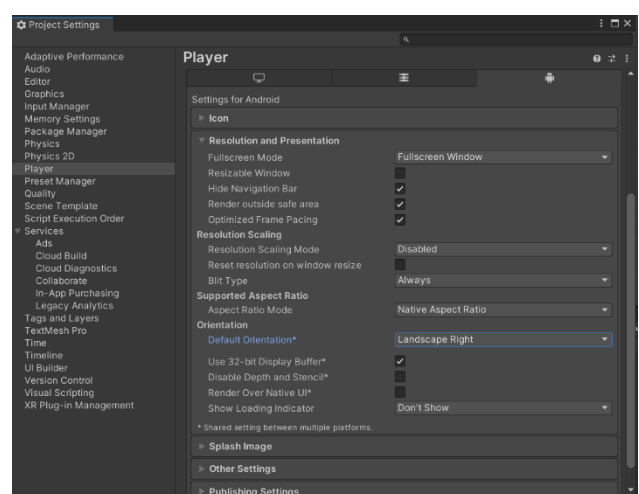 Project Settings
Adaptive Performance
Audio
Editor
Graphics
Input Manager
Memory Settings
Package Manager
Physics
Physics 2D
Player
Preset Manager
Quality
Scene Template
Script Execution Order
Services
Ads
Cloud Build
Cloud Diagnostics
Collaborate
In-App Purchasing
Legacy Analytics
Tags and Layers
TextMesh Pro
Time
Timeline
UI Builder
Version Control
Visual Scripting
XR Plug-in Management
Player
Settings for Android
Icon
Resolution and Presentation
Fullscreen Mode Fullscreen Window
Resizable Window
Hide Navigation Bar
Render outside safe area
Optimized Frame Pacing
Resolution Scaling
Resolution Scaling Mode Disabled
Reset resolution on window resize
Blit Type Always
Supported Aspect Ratio
Aspect Ratio Mode Native Aspect Ratio
Orientation
Default Orientation* Landscape Right
Use 32-bit Display Buffer*
Disable Depth and Stencil*
Render Over Native UI*
Show Loading Indicator Don't Show
* Shared setting between multiple platforms.
Splash Image
Other Settings
Publishing Settings